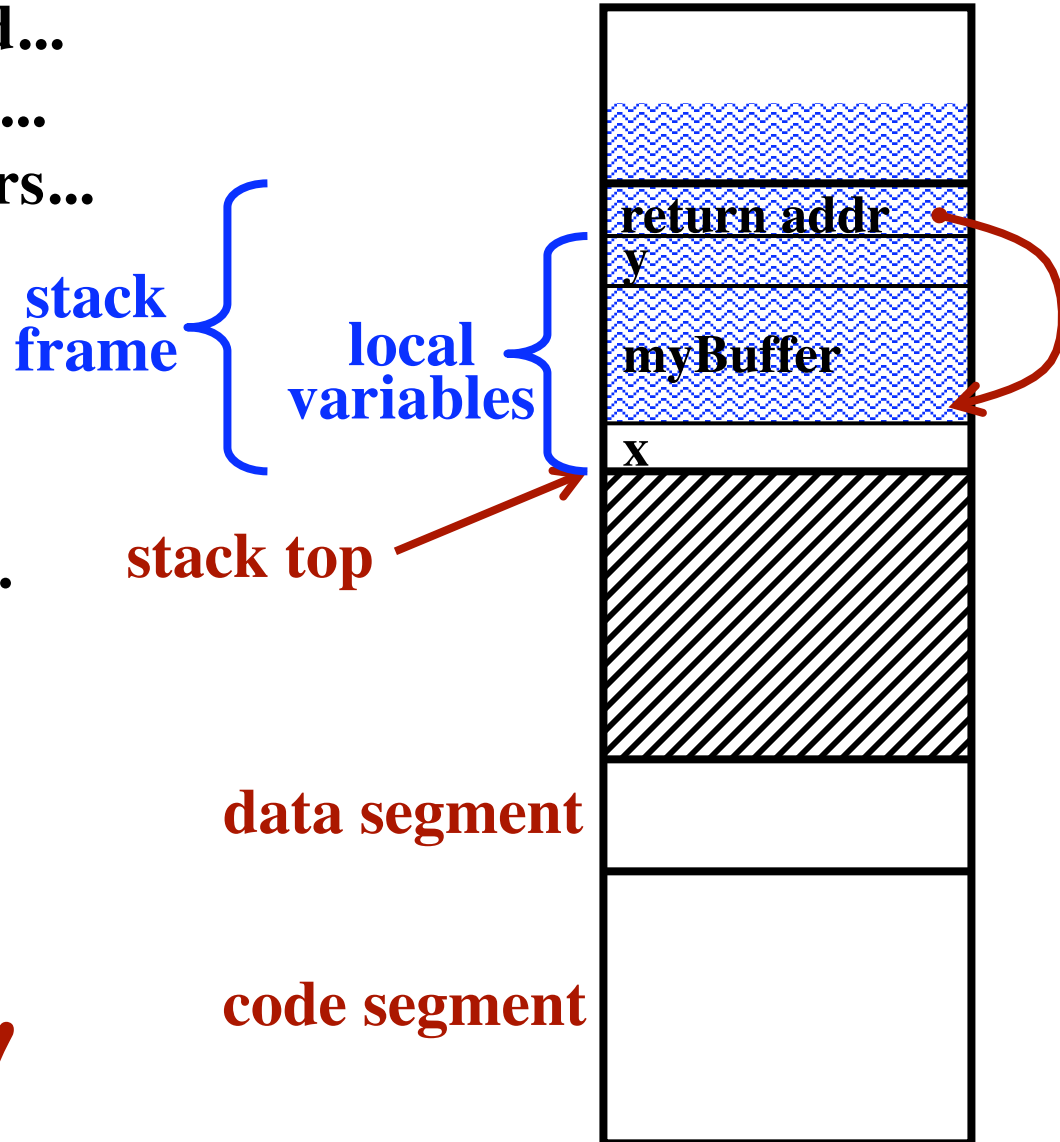 d...
...
rs...
return addr
y
stack
frame
local
variables
myBuffer
x
stack top
.
data segment
code segment